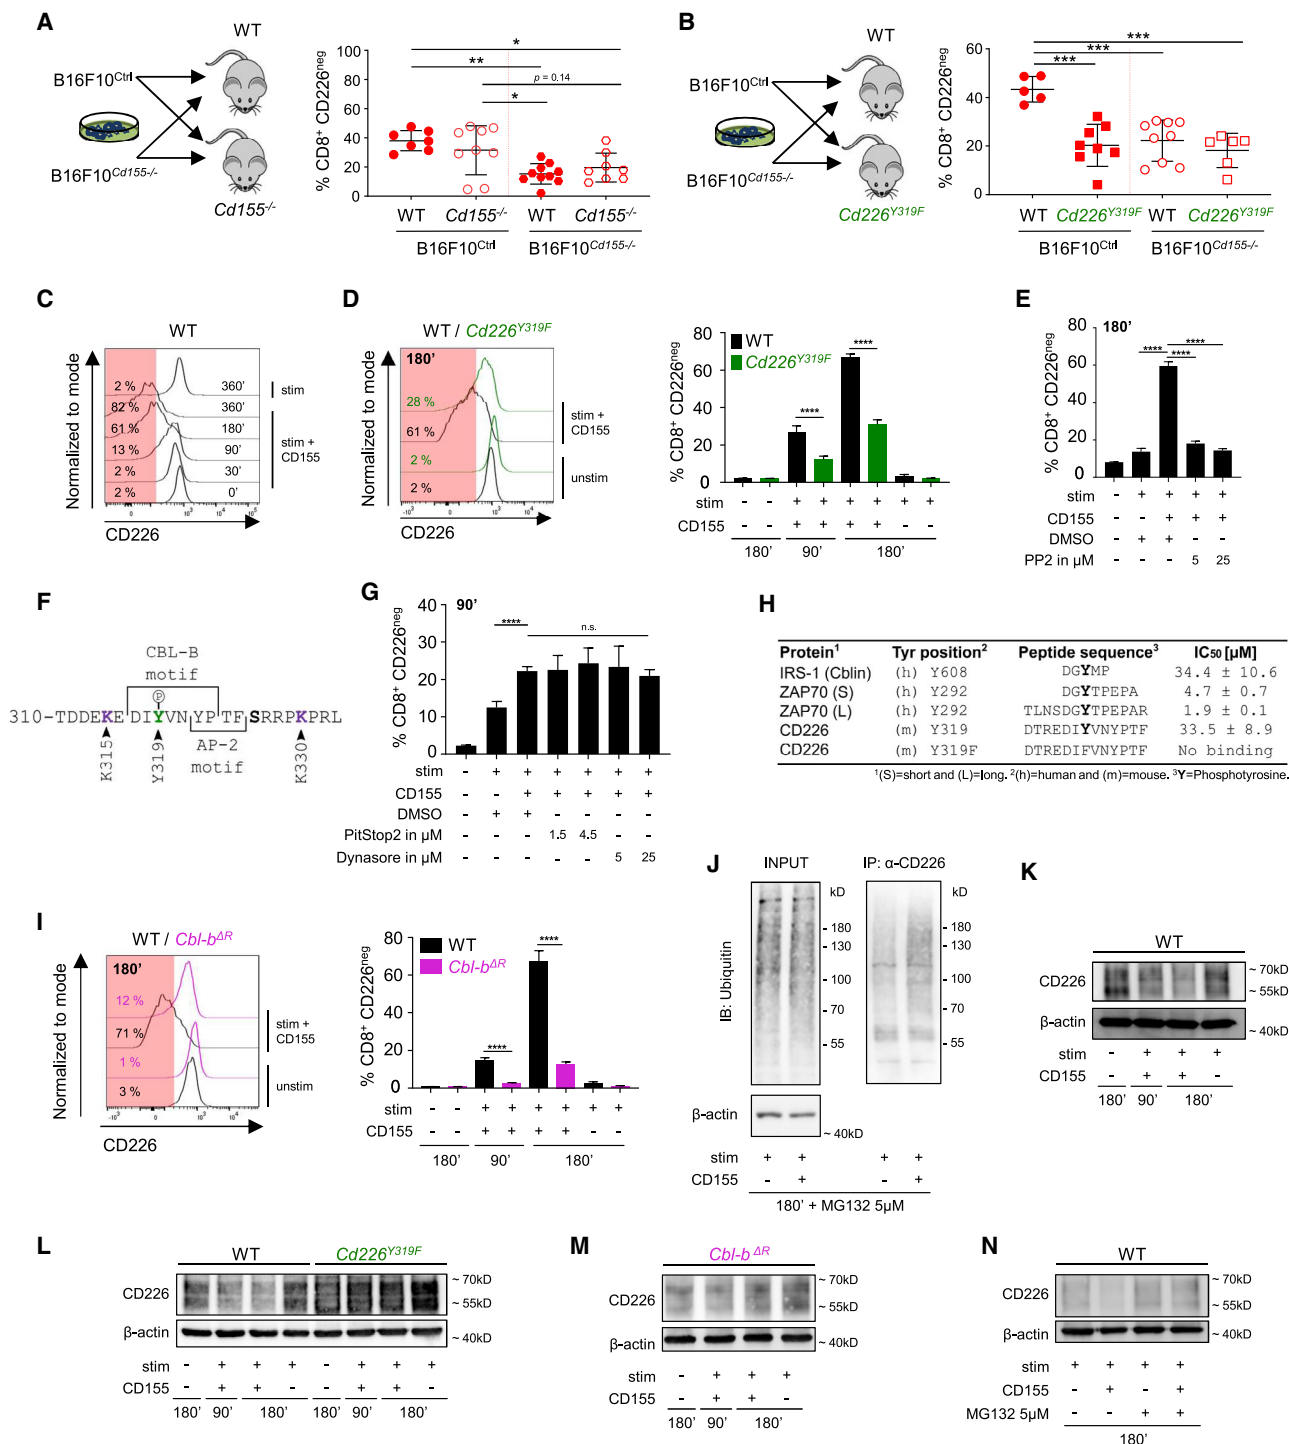 A
WT
B16F10Ctrl
B16F10Cd155-/-
Cd155-/-
% CD8+ CD226neg
100
80
60
40
20
0
*
**
p = 0.14
*
WT Cd155-/- WT Cd155-/-
B16F10Ctrl B16F10Cd155-/-
B
WT
B16F10Ctrl
B16F10Cd155-/-
Cd226Y319F
% CD8+ CD226neg
60
40
20
0
***
***
***
WT Cd226Y319F WT Cd226Y319F
B16F10Ctrl B16F10Cd155-/-
C
WT
Normalized to mode
2 % 360' stim
82 % 360'
61 % 180'
13 % 90'
2 % 30'
2 % 0'
stim + CD155
-10³ 0 10³ 10⁴
CD226
D
WT / Cd226Y319F
Normalized to mode
180'
28 %
61 %
2 %
2 %
stim + CD155
unstim
-10³ 0 10³ 10⁴
CD226
% CD8+ CD226neg
80
60
40
20
0
WT
Cd226Y319F
****
****
stim - - + + + + + +
CD155 - - + + + + - -
180' 90' 180'
E
180'
% CD8+ CD226neg
80
60
40
20
0
**** ****
****
stim - + + + +
CD155 - - + + +
DMSO - + + - -
PP2 in µM - - - 5 25
F
CBL-B
motif
P
310-TDDEKEDIYVNYPTFSRRPKPRL
K315
Y319
AP-2
motif
K330
G
90'
% CD8+ CD226neg
40
30
20
10
0
****
n.s.
stim - + + + + + +
CD155 - - + + + + +
DMSO - + + - - - -
PitStop2 in µM - - - 1.5 4.5 - -
Dynasore in µM - - - - - 5 25
H
Protein1 Tyr position2 Peptide sequence3 IC50 [µM]
IRS-1 (Cblin) (h) Y608 DGYMP 34.4 ± 10.6
ZAP70 (S) (h) Y292 DGYTPEPA 4.7 ± 0.7
ZAP70 (L) (h) Y292 TLNSDGYTPEPAR 1.9 ± 0.1
CD226 (m) Y319 DTREDIYVNYPTF 33.5 ± 8.9
CD226 (m) Y319F DTREDIFVNYPTF No binding
1(S)=short and (L)=long. 2(h)=human and (m)=mouse. 3Y=Phosphotyrosine.
I
WT / Cbl-bΔR
Normalized to mode
180'
12 %
71 %
1 %
3 %
stim + CD155
unstim
-10³ 0 10³ 10⁴
CD226
% CD8+ CD226neg
80
60
40
20
0
WT
Cbl-bΔR
****
****
stim - - + + + + + +
CD155 - - + + + + - -
180' 90' 180'
J
INPUT IP: α-CD226
kD kD
IB: Ubiquitin
- 180 - 180
- 130 - 130
- 100 - 100
- 70 - 70
- 55 - 55
β-actin
~ 40kD
stim + + + +
CD155 - + - +
180' + MG132 5µM
K
WT
CD226
~ 70kD
~ 55kD
β-actin
~ 40kD
stim - + + +
CD155 - + + -
180' 90' 180'
L
WT Cd226Y319F
CD226
~ 70kD
~ 55kD
β-actin
~ 40kD
stim - + + + - + + +
CD155 - + + - - + + -
180' 90' 180' 180' 90' 180'
M
Cbl-b ΔR
CD226
~ 70kD
~ 55kD
β-actin
~ 40kD
stim - + + +
CD155 - + + -
180' 90' 180'
N
WT
CD226
~ 70kD
~ 55kD
β-actin
~ 40kD
stim + + + +
CD155 - + - +
MG132 5µM - - + +
180'